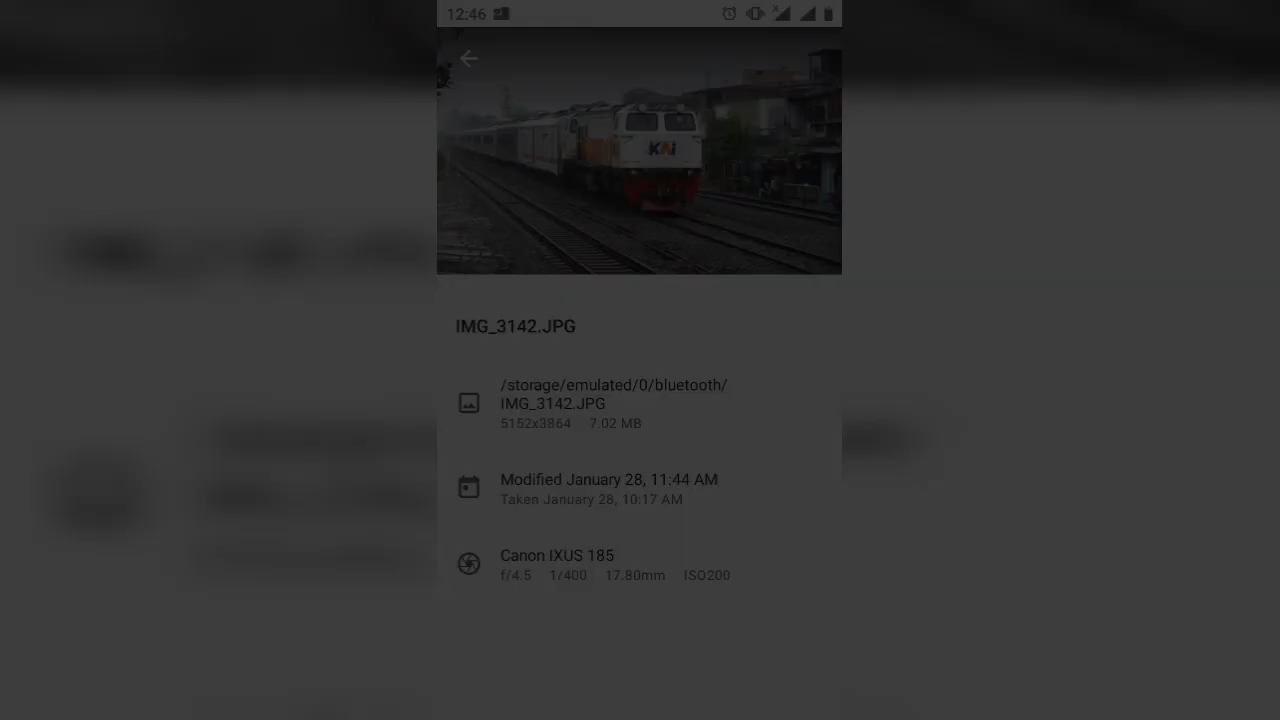 12:46
KAi
IMG_3142.JPG
/storage/emulated/0/bluetooth/
IMG_3142.JPG
5152x3864 7.02 MB
Modified January 28, 11:44 AM
Taken January 28, 10:17 AM
Canon IXUS 185
f/4.5 1/400 17.80mm ISO200